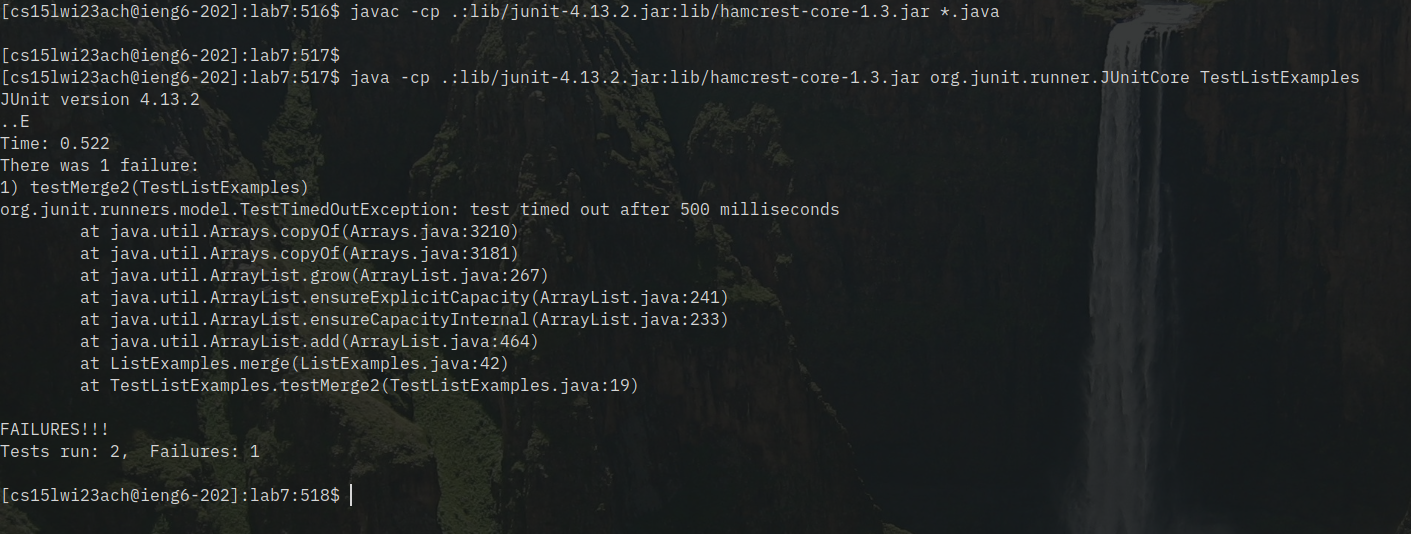 [cs15lwi23ach@ieng6-202]:lab7:516$ javac -cp .:lib/junit-4.13.2.jar:lib/hamcrest-core-1.3.jar *.java
[cs15lwi23ach@ieng6-202]:lab7:517$
[cs15lwi23ach@ieng6-202]:lab7:517$ java -cp .:lib/junit-4.13.2.jar:lib/hamcrest-core-1.3.jar org.junit.runner.JUnitCore TestListExamples
JUnit version 4.13.2
..E
Time: 0.522
There was 1 failure:
1) testMerge2(TestListExamples)
org.junit.runners.model.TestTimedOutException: test timed out after 500 milliseconds
        at java.util.Arrays.copyOf(Arrays.java:3210)
        at java.util.Arrays.copyOf(Arrays.java:3181)
        at java.util.ArrayList.grow(ArrayList.java:267)
        at java.util.ArrayList.ensureExplicitCapacity(ArrayList.java:241)
        at java.util.ArrayList.ensureCapacityInternal(ArrayList.java:233)
        at java.util.ArrayList.add(ArrayList.java:464)
        at ListExamples.merge(ListExamples.java:42)
        at TestListExamples.testMerge2(TestListExamples.java:19)
FAILURES!!!
Tests run: 2,  Failures: 1
[cs15lwi23ach@ieng6-202]:lab7:518$